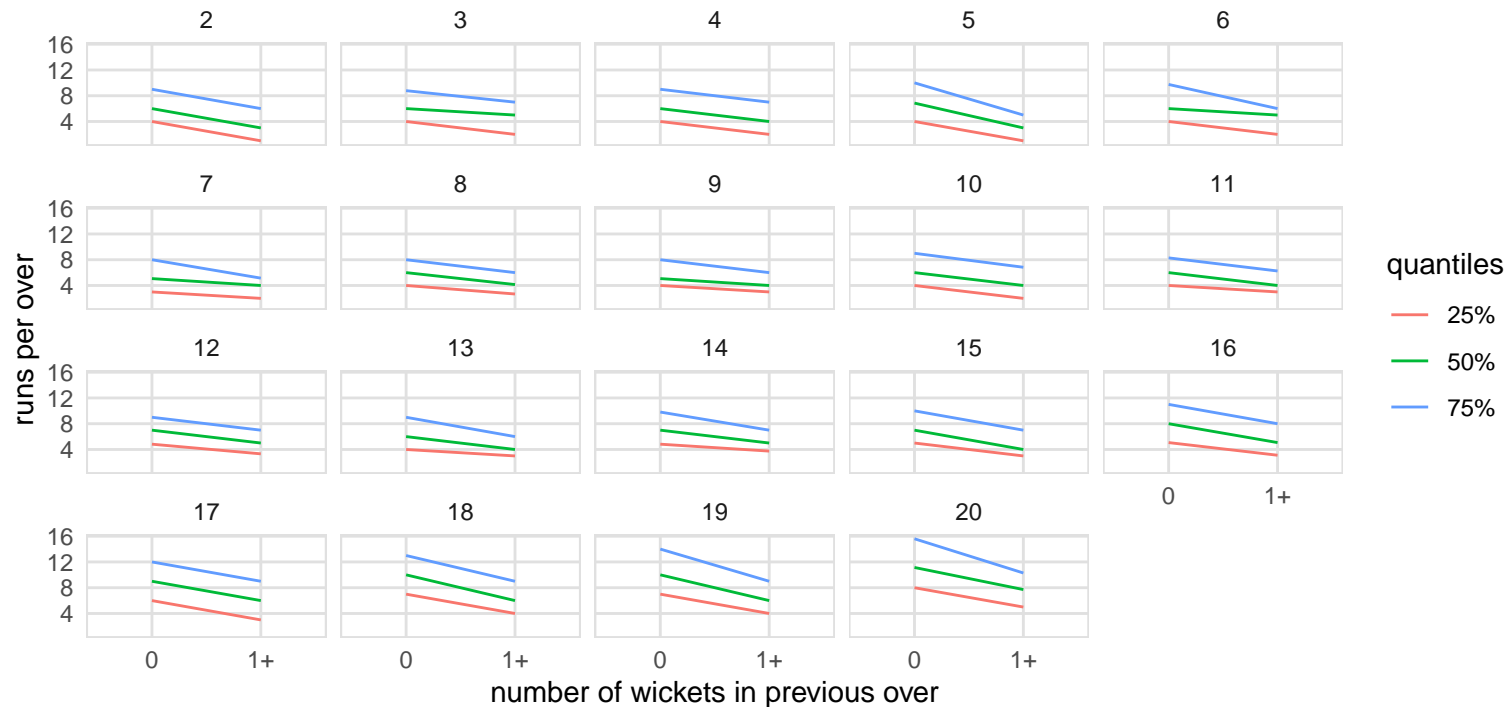 2 3 4 5 6
16
12
8
4
7 8 9 10 11
16
12
8
4
12 13 14 15 16
16
12
8
4
0 1+
17 18 19 20
16
12
8
4
0 1+ 0 1+ 0 1+ 0 1+
number of wickets in previous over
runs per over
quantiles
25%
50%
75%